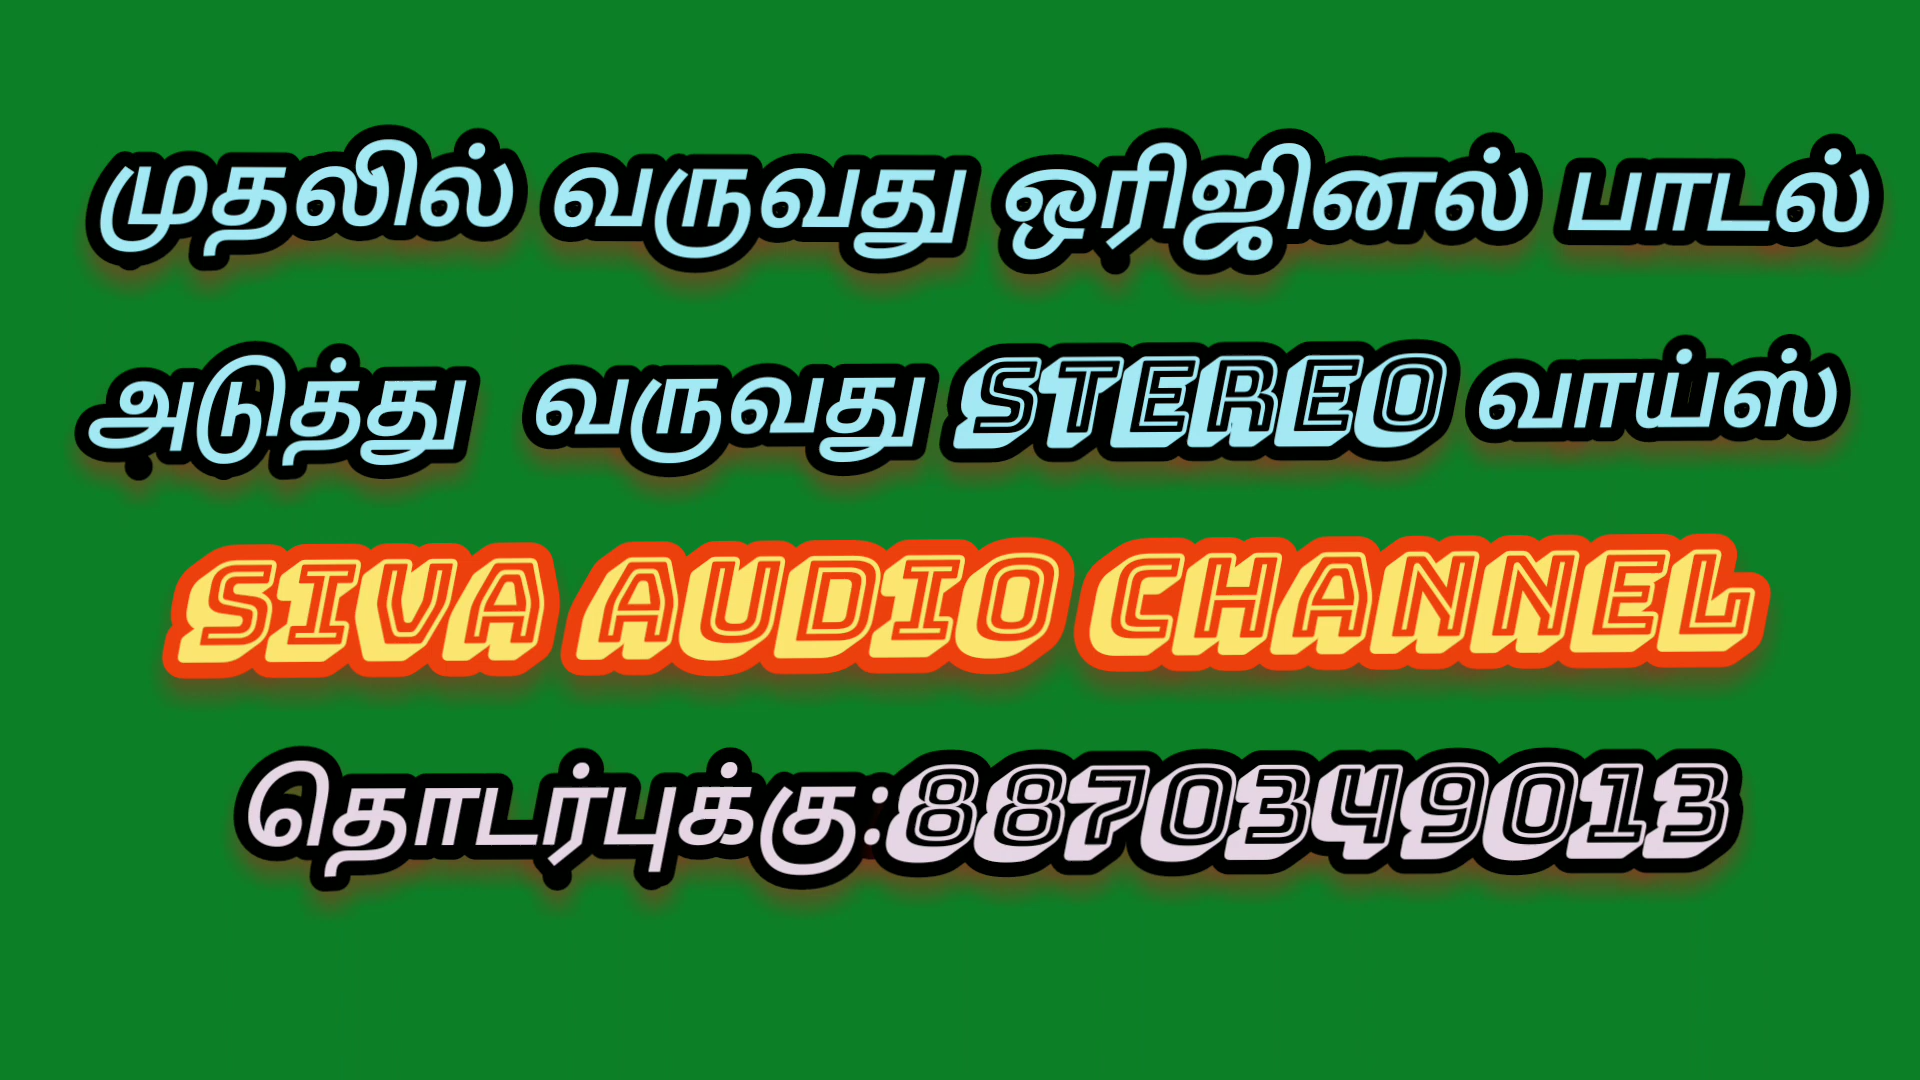 முதலில் வருவது ஒரிஜினல் பாடல்
அடுத்து வருவது STEREO வாய்ஸ்
SIVA AUDIO CHANNEL
தொடர்புக்கு:8870349013